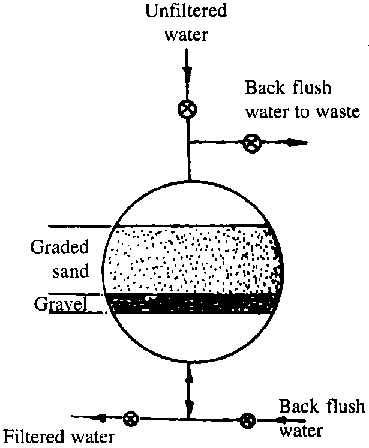 Unfiltered
water
Back flush
water to waste
Graded
sand
Gravel
Back flush
water
Filtered water